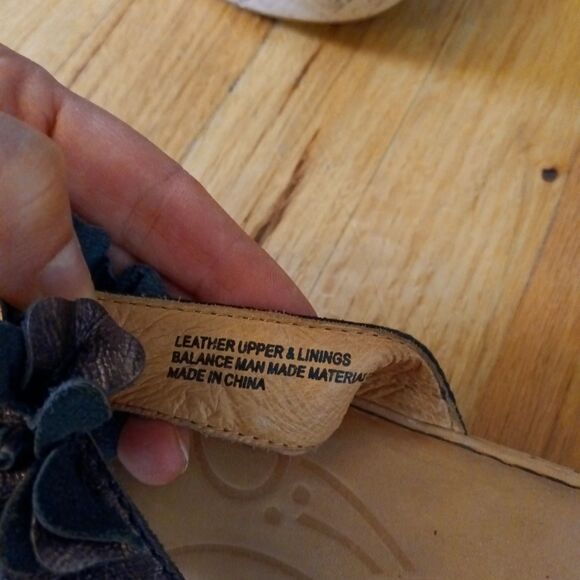 LEATHER UPPER & LININGS
BALANCE MAN MADE MATERIAL
MADE IN CHINA